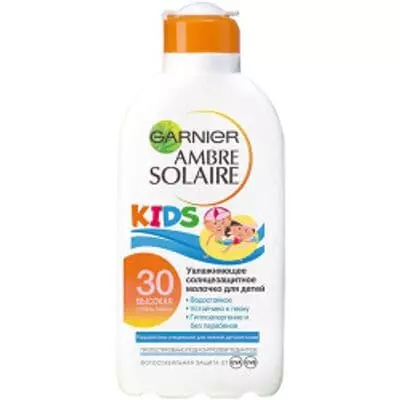 GARNIER
AMBRE
SOLAIRE
KIDS
Увлажняющее
солнцезащитное
молочко для детей
30
ВЫСОКАЯ
• Водостойкое
• Устойчиво к песку
• Гипоаллергенно и
без парабенов